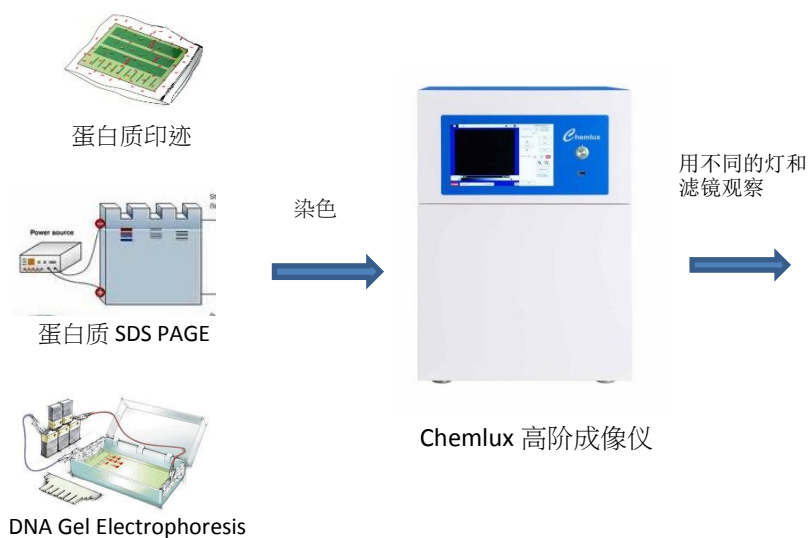 蛋白质印迹
Power source
蛋白质 SDS PAGE
DNA Gel Electrophoresis
染色
Chemlux
Chemlux 高阶成像仪
用不同的灯和
滤镜观察